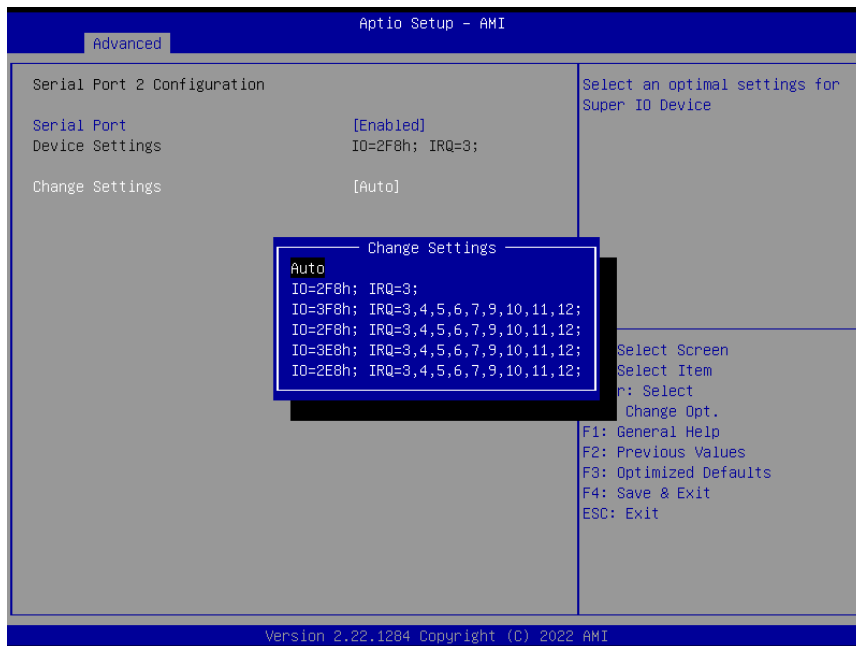 Aptio Setup – AMI
Advanced
Serial Port 2 Configuration
Select an optimal settings for
Super IO Device
Serial Port [Enabled]
Device Settings IO=2F8h; IRQ=3;
Change Settings [Auto]
Change Settings
Auto
IO=2F8h; IRQ=3;
IO=3F8h; IRQ=3,4,5,6,7,9,10,11,12;
IO=2F8h; IRQ=3,4,5,6,7,9,10,11,12;
IO=3E8h; IRQ=3,4,5,6,7,9,10,11,12;
IO=2E8h; IRQ=3,4,5,6,7,9,10,11,12;
Select Screen
Select Item
r: Select
Change Opt.
F1: General Help
F2: Previous Values
F3: Optimized Defaults
F4: Save & Exit
ESC: Exit
Version 2.22.1284 Copyright (C) 2022 AMI